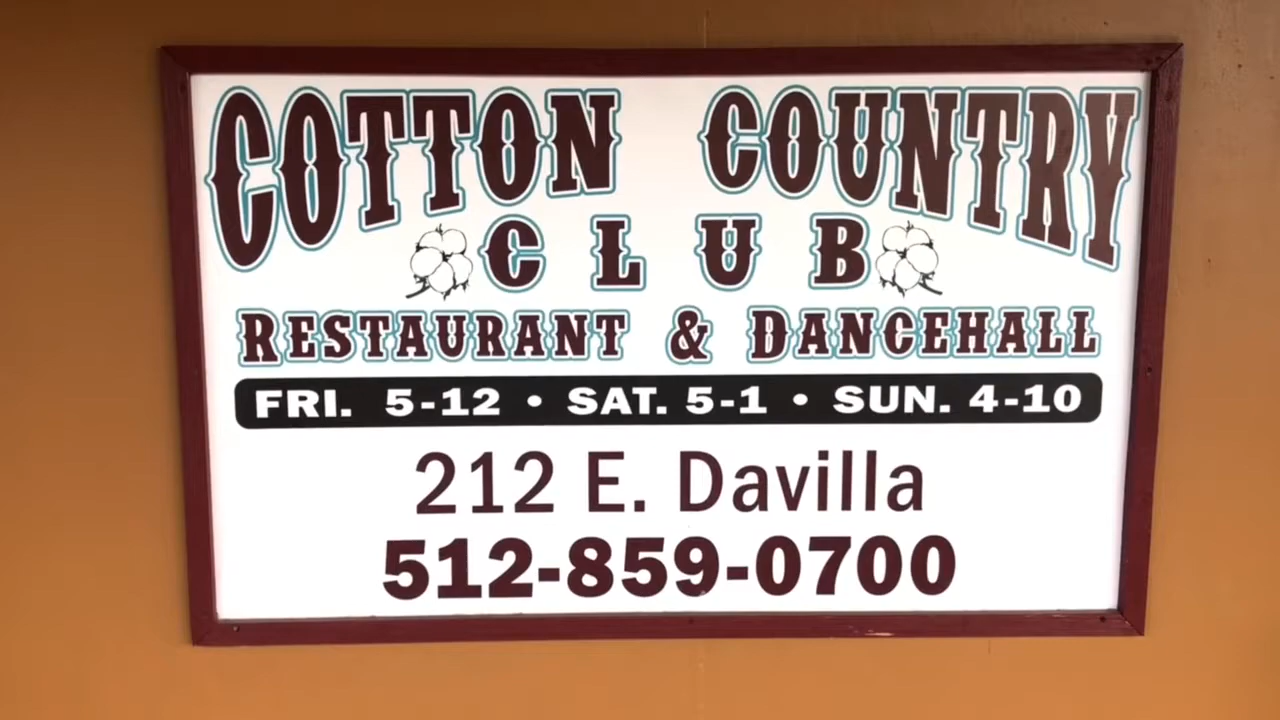 COTTON COUNTRY
CLUB
RESTAURANT & DANCEHALL
FRI. 5-12 • SAT. 5-1 • SUN. 4-10
212 E. Davilla
512-859-0700